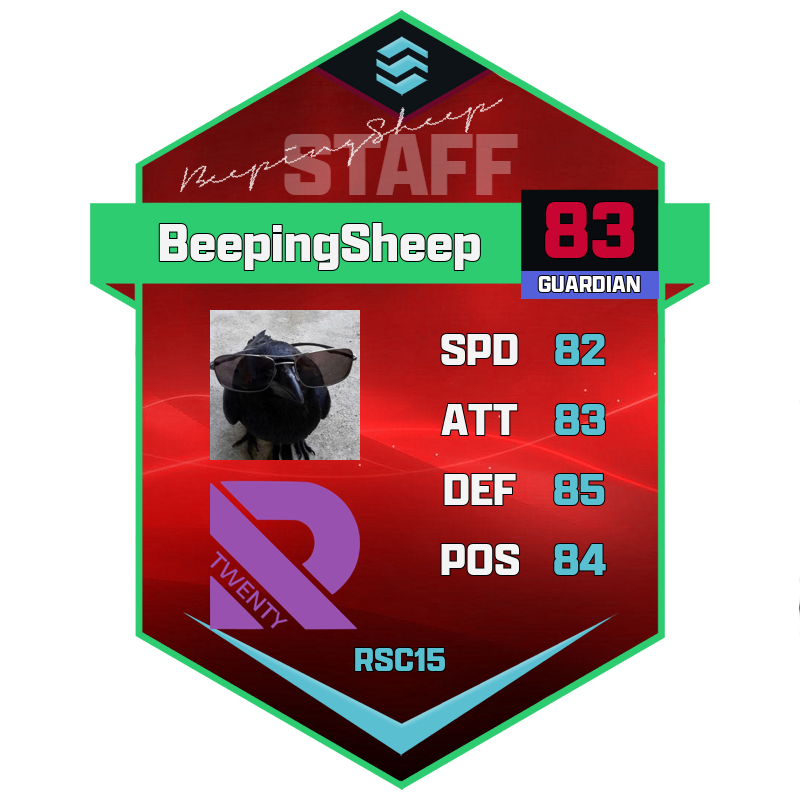 BeepingSheep
STAFF
BeepingSheep
83
GUARDIAN
SPD 82
ATT 83
DEF 85
POS 84
TWENTY
RSC15